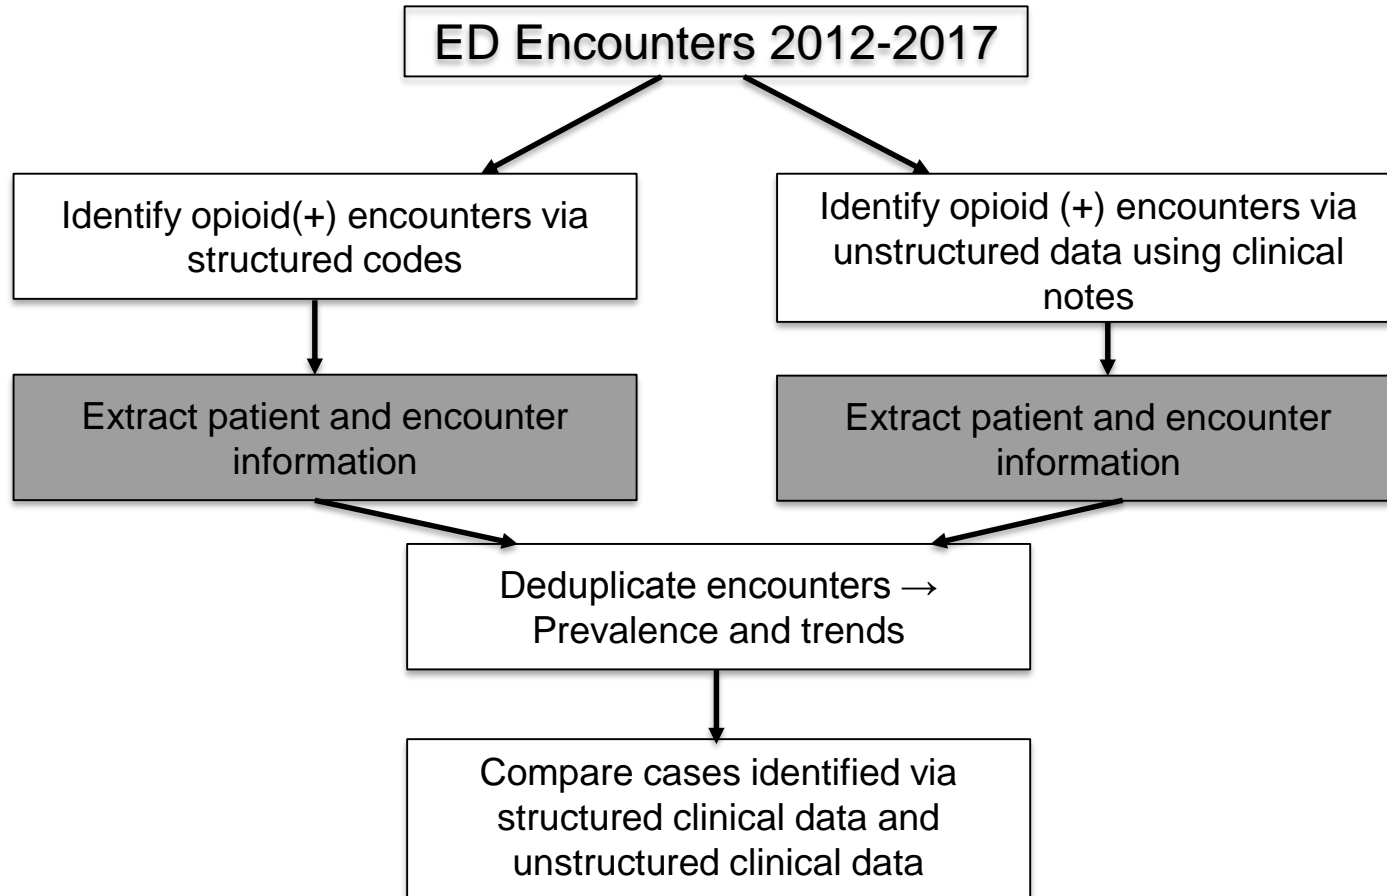 ED Encounters 2012-2017
Identify opioid(+) encounters via
structured codes
Identify opioid (+) encounters via
unstructured data using clinical
notes
Extract patient and encounter
information
Extract patient and encounter
information
Deduplicate encounters →
Prevalence and trends
Compare cases identified via
structured clinical data and
unstructured clinical data